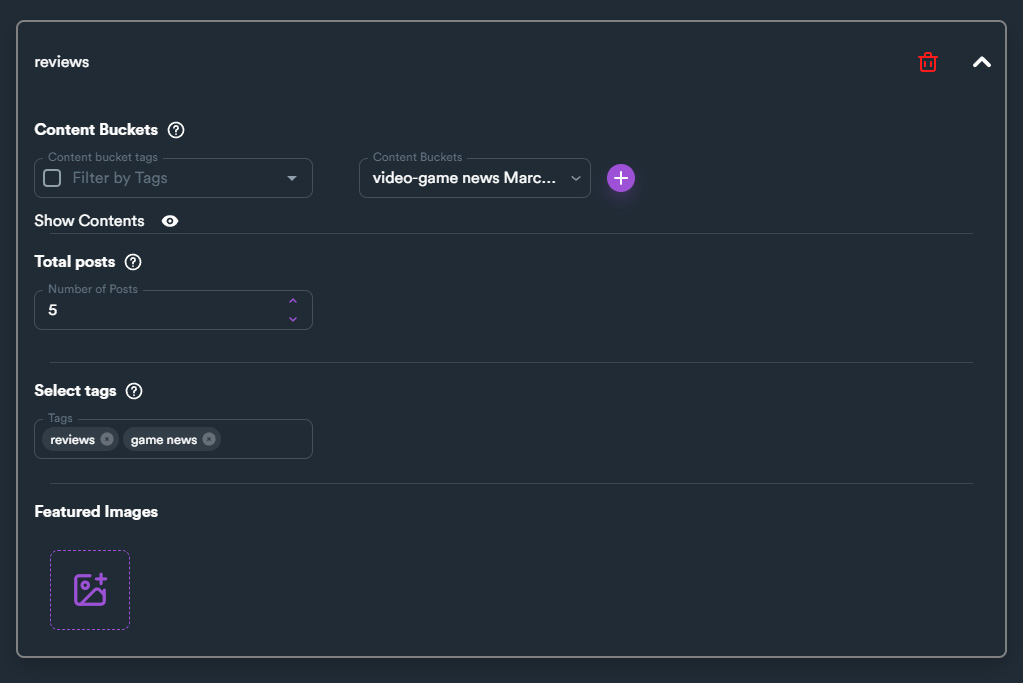 reviews
Content Buckets
Content bucket tags
Filter by Tags
Content Buckets
video-game news Marc...
Show Contents
Total posts
Number of Posts
5
Select tags
Tags
reviews game news
Featured Images